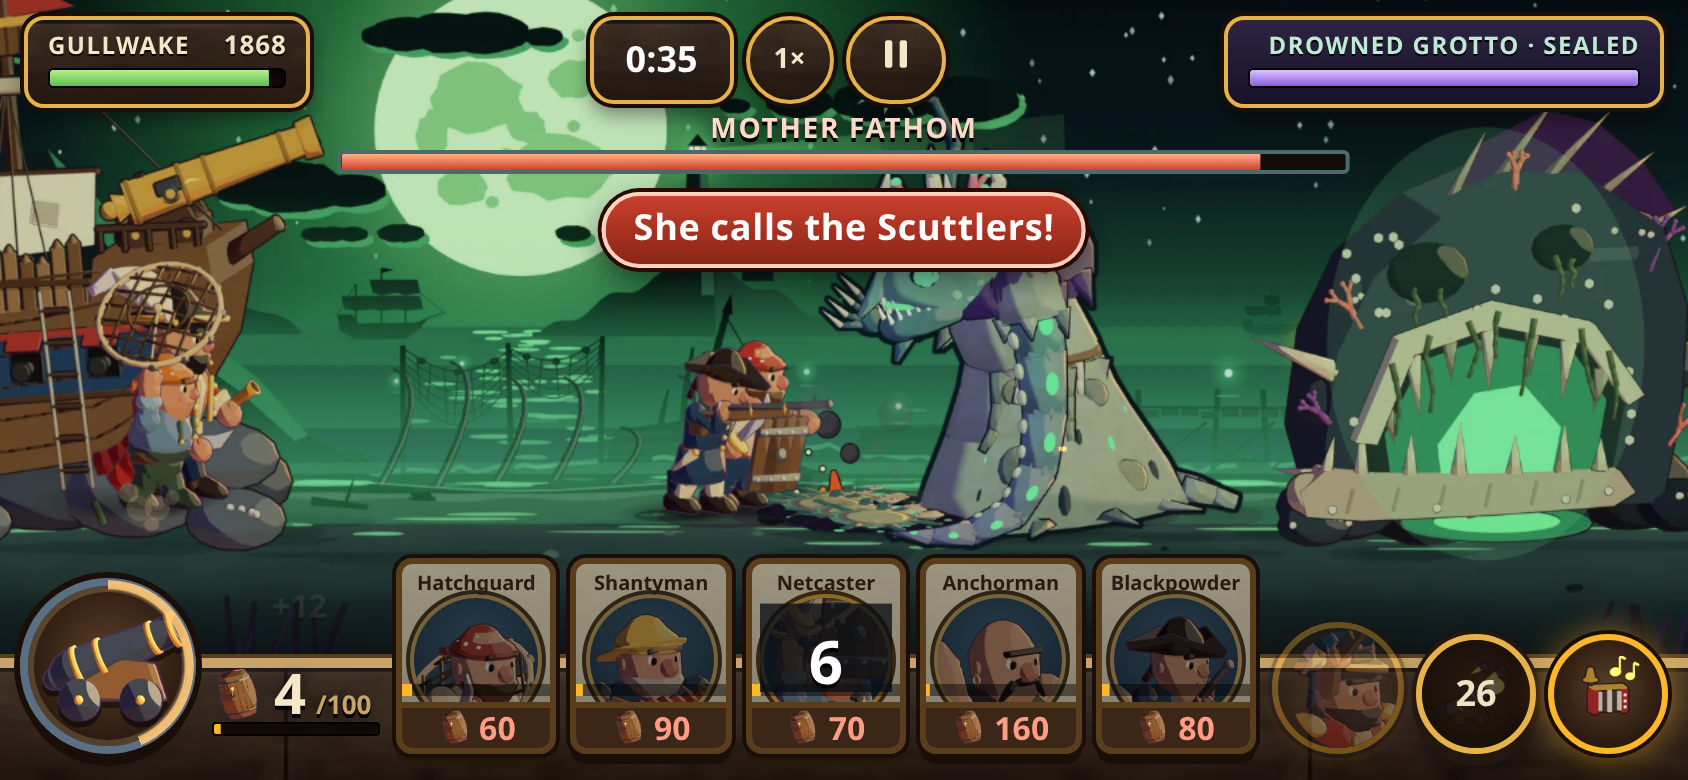 GULLWAKE 1868
0:35
1×
DROWNED GROTTO · SEALED
MOTHER FATHOM
She calls the Scuttlers!
+12
4 /100
Hatchguard
60
Shantyman
90
Netcaster
6
70
Anchorman
160
Blackpowder
80
26